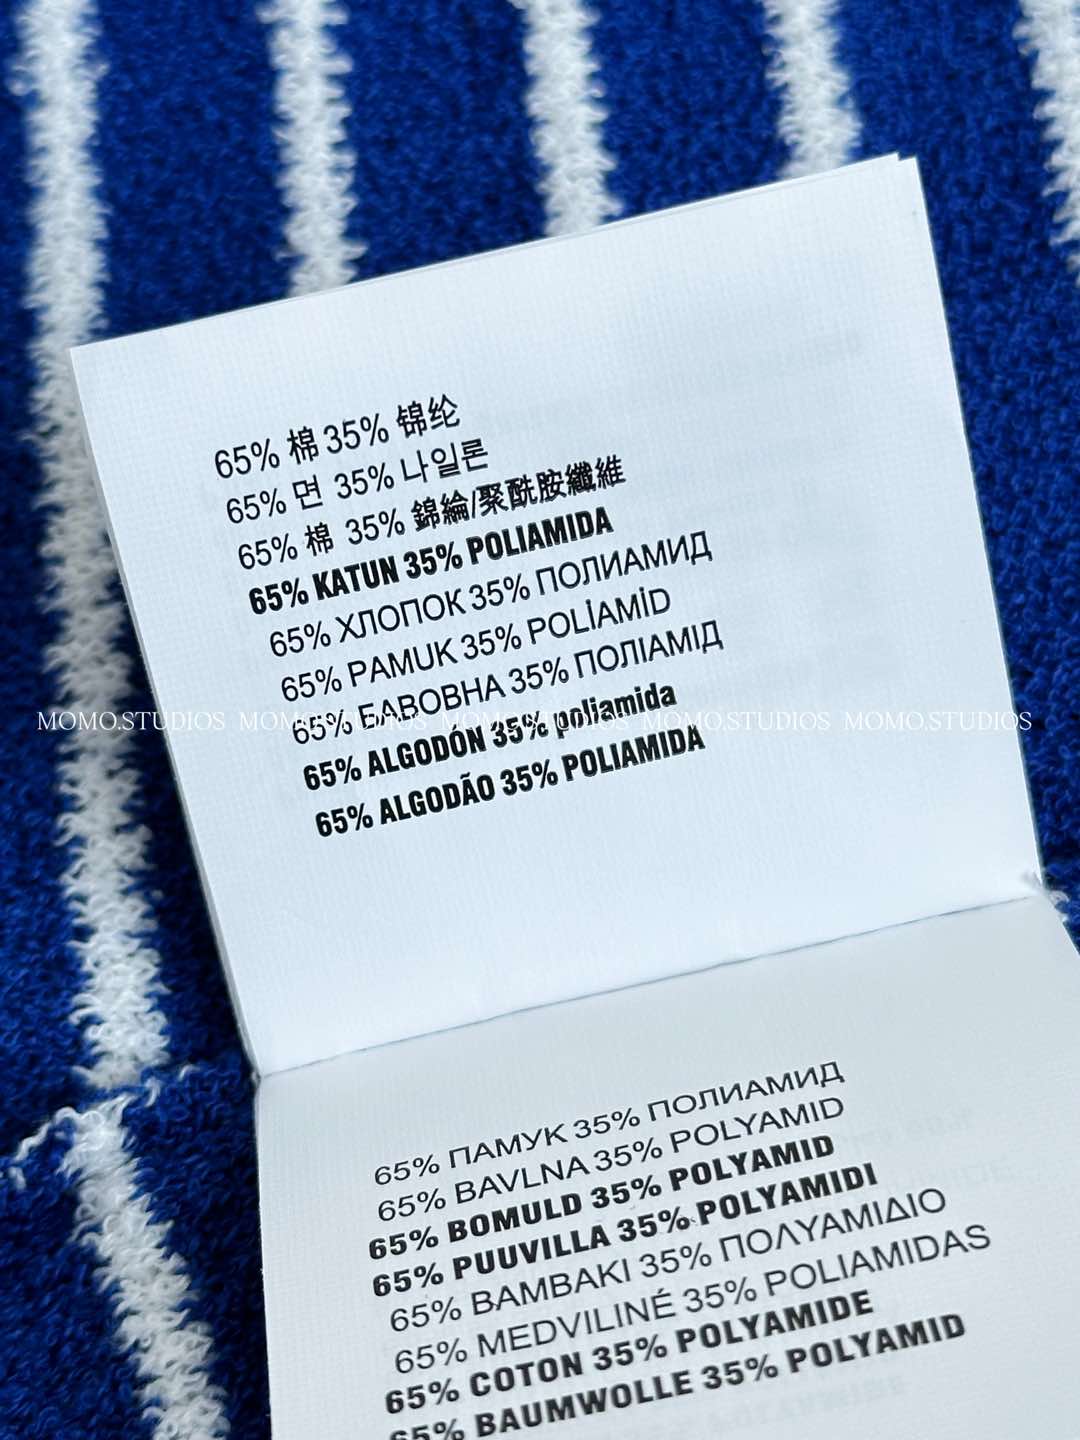 65% 棉 35% 锦纶
65% 면 35% 나일론
65% 棉 35% 錦綸/聚酰胺纖維
65% KATUN 35% POLIAMIDA
65% ХЛОПОК 35% ПОЛИАМИД
65% PAMUK 35% POLİAMİD
65% БАВОВНА 35% ПОЛІАМІД
MOMO.STUDIOS MOMO.STUDIOS MOMO.STUDIOS MOMO.STUDIOS MOMO.STUDIOS
65% ALGODÓN 35% poliamida
65% ALGODÃO 35% POLIAMIDA
65% ПАМУК 35% ПОЛИАМИД
65% BAVLNA 35% POLYAMID
65% BOMULD 35% POLYAMID
65% PUUVILLA 35% POLYAMIDI
65% ΒΑΜΒΑΚΙ 35% ΠΟΛΥΑΜΙΔΙΟ
65% MEDVILINÉ 35% POLIAMIDAS
65% COTON 35% POLYAMIDE
65% BAUMWOLLE 35% POLYAMID